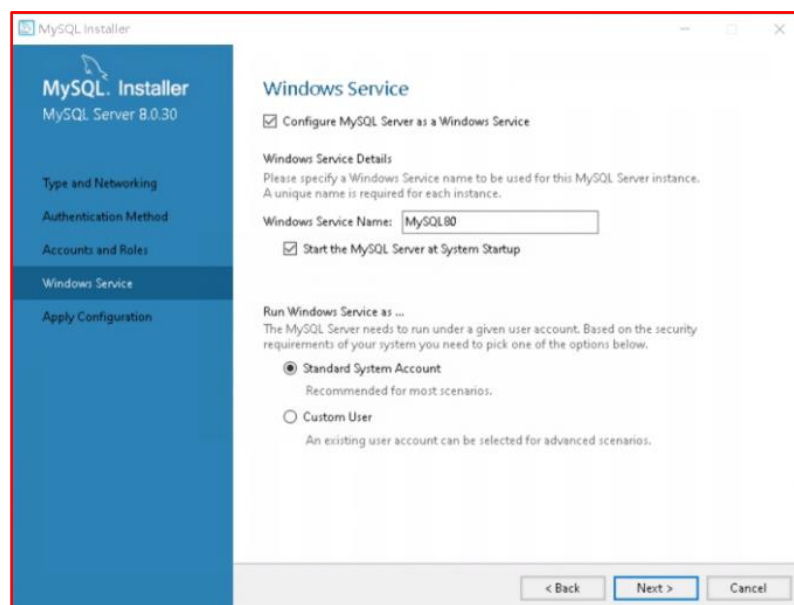 MySQL Installer
MySQL. Installer
MySQL Server 8.0.30
Type and Networking
Authentication Method
Accounts and Roles
Windows Service
Apply Configuration
Windows Service
Configure MySQL Server as a Windows Service
Windows Service Details
Please specify a Windows Service name to be used for this MySQL Server instance.
A unique name is required for each instance.
Windows Service Name: MySQL80
Start the MySQL Server at System Startup
Run Windows Service as ...
The MySQL Server needs to run under a given user account. Based on the security
requirements of your system you need to pick one of the options below.
Standard System Account
Recommended for most scenarios.
Custom User
An existing user account can be selected for advanced scenarios.
< Back Next > Cancel